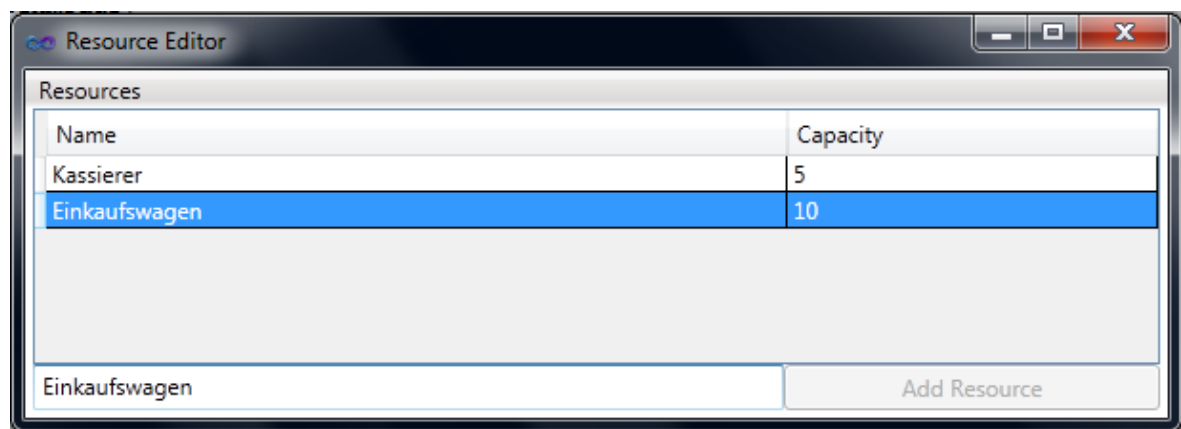 Resource Editor
Resources
Name Capacity
Kassierer 5
Einkaufswagen 10
Einkaufswagen Add Resource